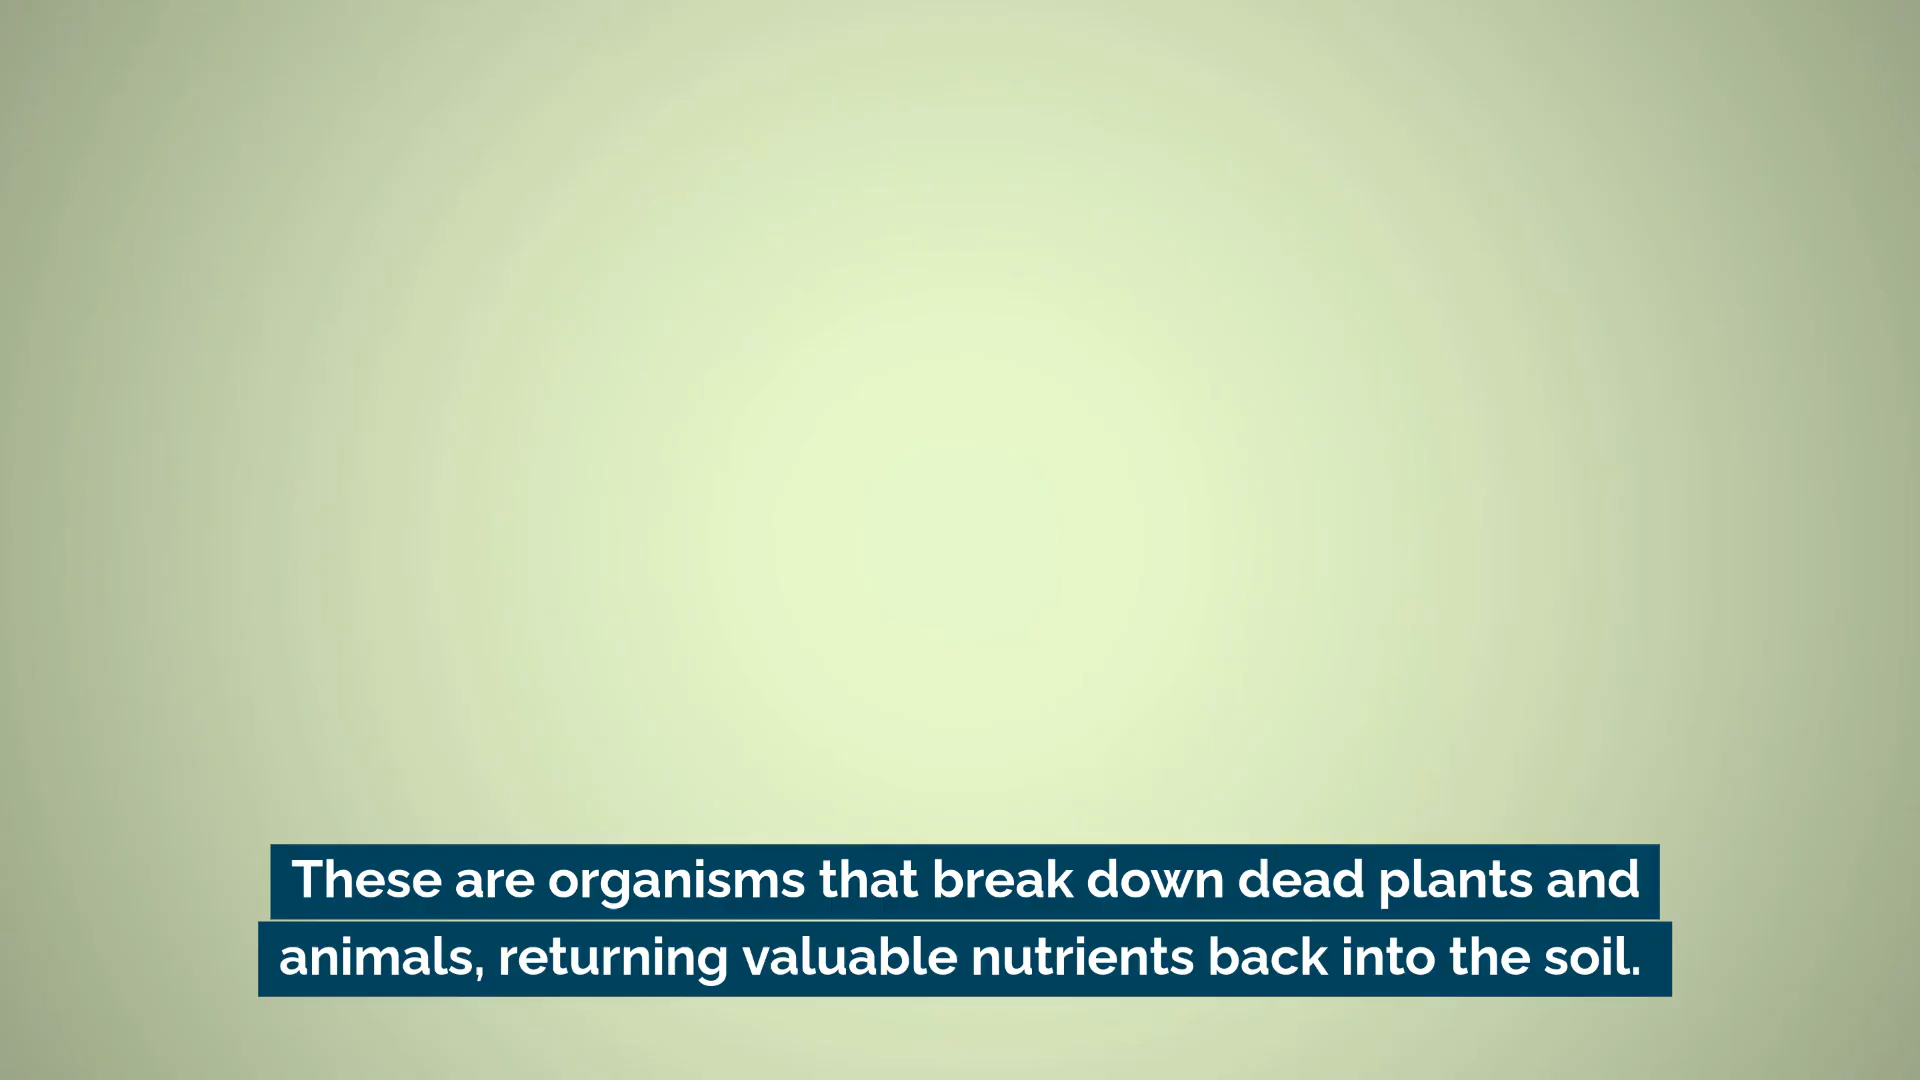 These are organisms that break down dead plants and
animals, returning valuable nutrients back into the soil.